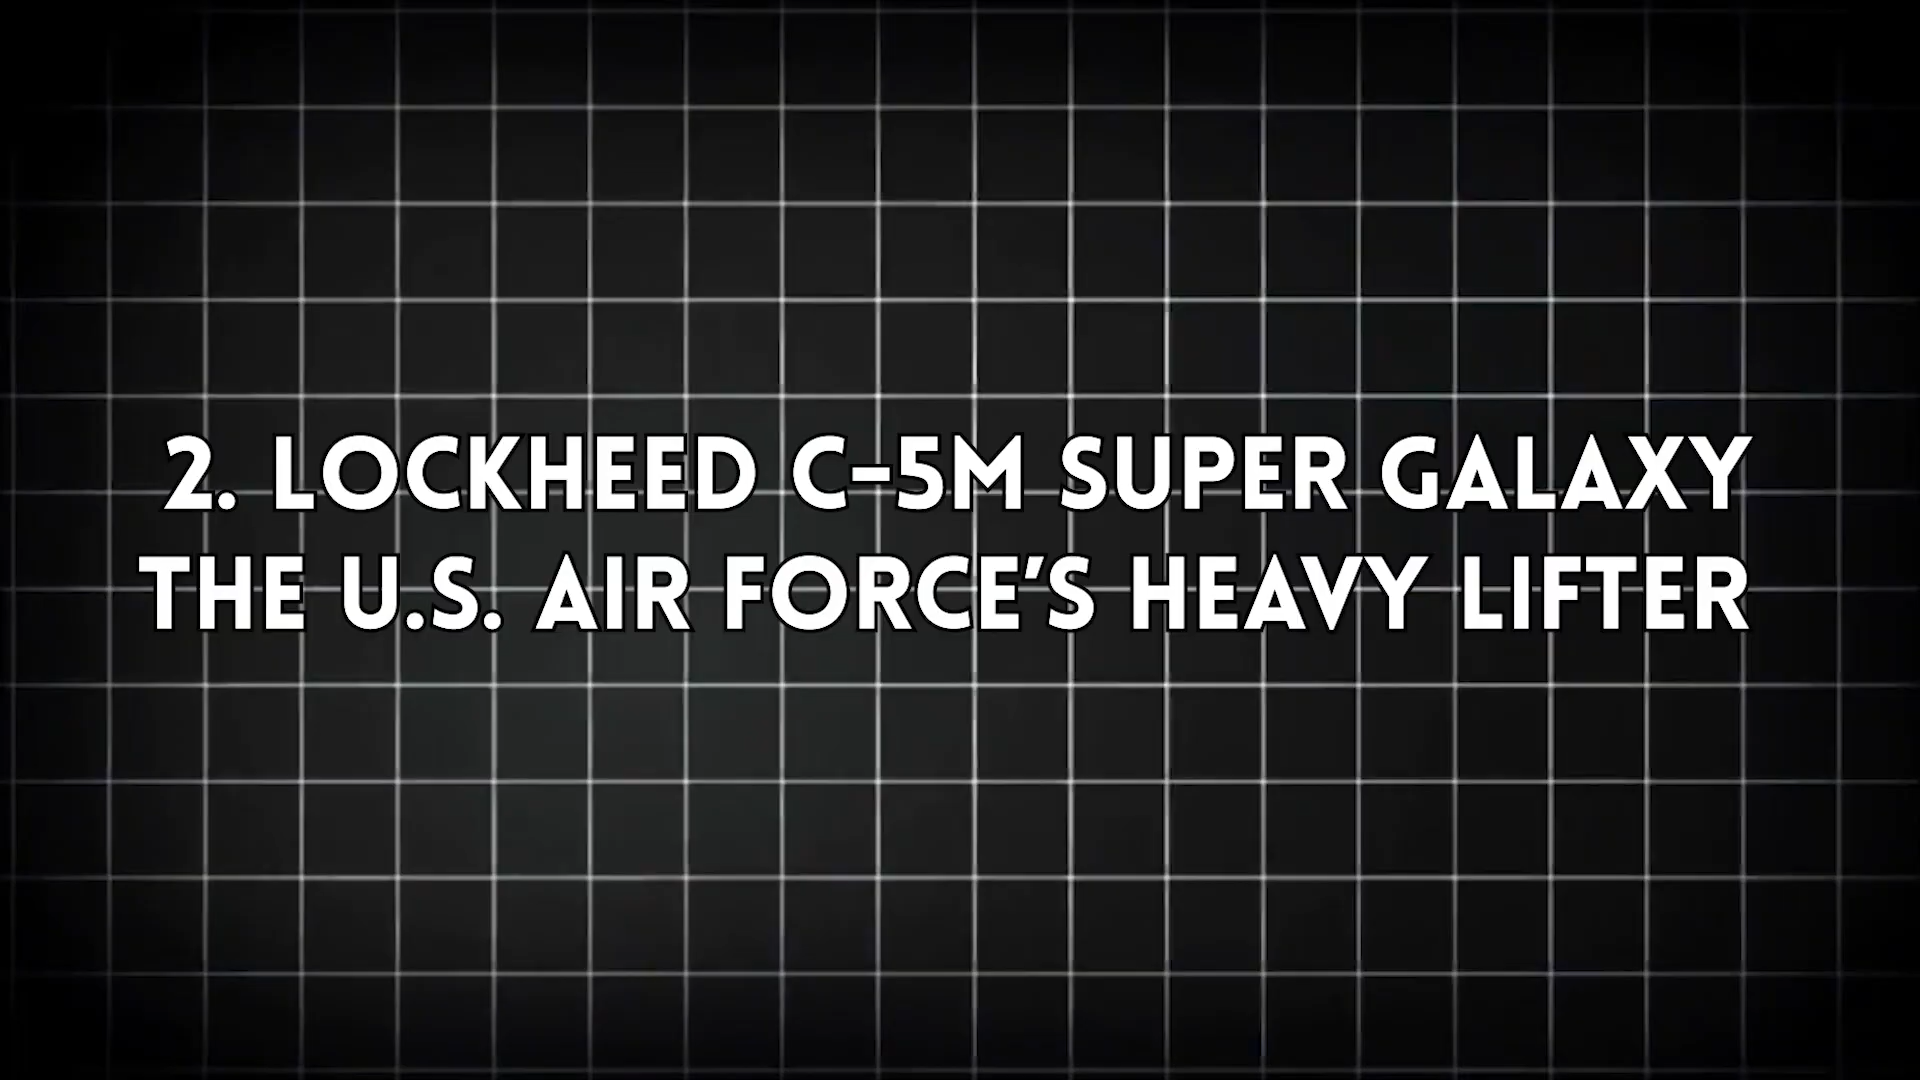 2. LOCKHEED C-5M SUPER GALAXY
THE U.S. AIR FORCE'S HEAVY LIFTER